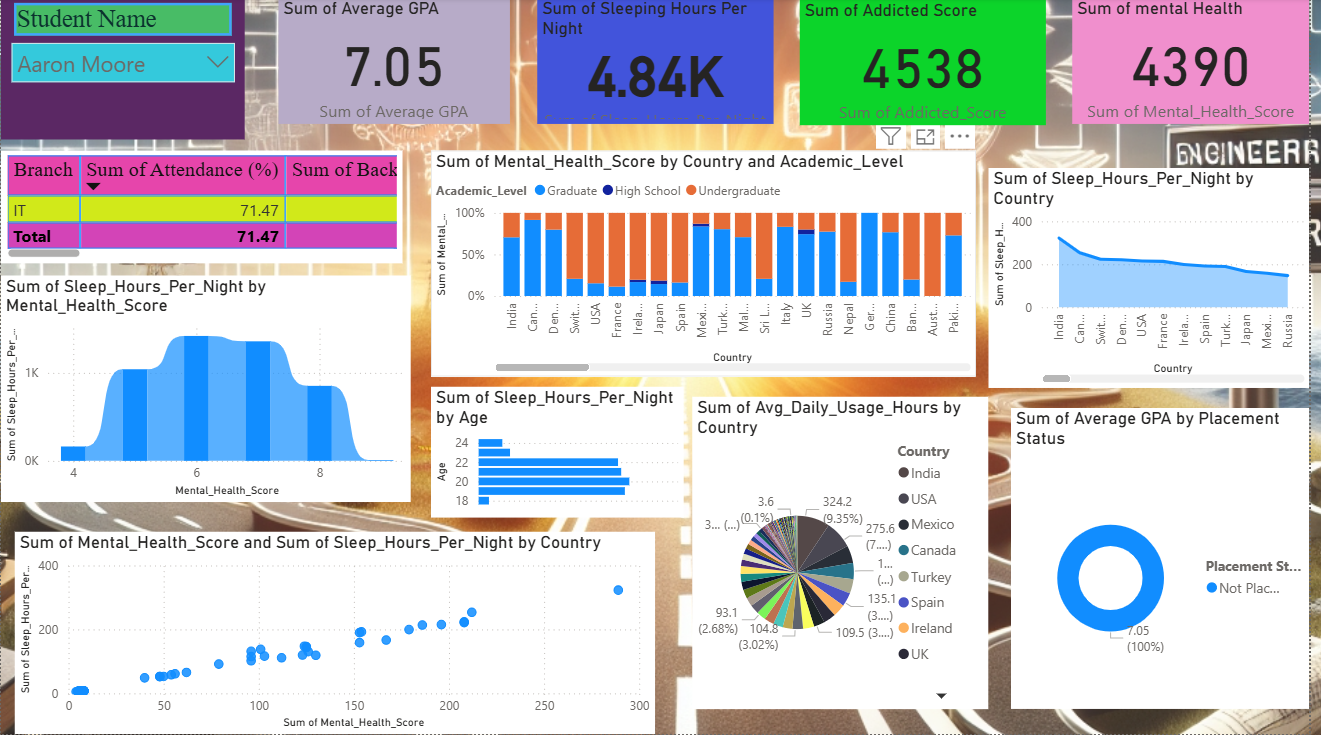 Student Name
Aaron Moore
Sum of Average GPA
7.05
Sum of Average GPA
Sum of Sleeping Hours Per
Night
4.84K
Sum of Sleep_Hours_Per_Night
Sum of Addicted Score
4538
Sum of Addicted_Score
Sum of mental Health
4390
Sum of Mental_Health_Score
ENGINEERR
Branch Sum of Attendance (%) Sum of Back
IT 71.47
Total 71.47
Sum of Mental_Health_Score by Country and Academic_Level
Academic_Level Graduate High School Undergraduate
Sum of Mental_...
100%
50%
0%
India
Can...
Den...
Swit...
USA
France
Irela...
Japan
Spain
Mexi...
Turk...
Mal...
Sri L...
Italy
UK
Russia
Nepal
Ger...
China
Ban...
Aust...
Paki...
Country
Sum of Sleep_Hours_Per_Night by
Country
Sum of Sleep_H...
400
200
0
India
Can...
Swit...
Den...
USA
France
Irela...
Spain
Turk...
Japan
Mexi...
Russia
Country
Sum of Sleep_Hours_Per_Night by
Mental_Health_Score
Sum of Sleep_Hours_Per_...
1K
0K
4
6
8
Mental_Health_Score
Sum of Sleep_Hours_Per_Night
by Age
Age
24
22
20
18
Sum of Avg_Daily_Usage_Hours by
Country
3.6
(0.1%)
324.2
(9.35%)
3... (...)
275.6
(7....)
1...
(...)
135.1
(3....)
93.1
(2.68%)
104.8
(3.02%)
109.5 (3....)
Country
India
USA
Mexico
Canada
Turkey
Spain
Ireland
UK
Sum of Average GPA by Placement
Status
7.05
(100%)
Placement St...
Not Plac...
Sum of Mental_Health_Score and Sum of Sleep_Hours_Per_Night by Country
Sum of Sleep_Hours_Per...
400
200
0
0
50
100
150
200
250
300
Sum of Mental_Health_Score